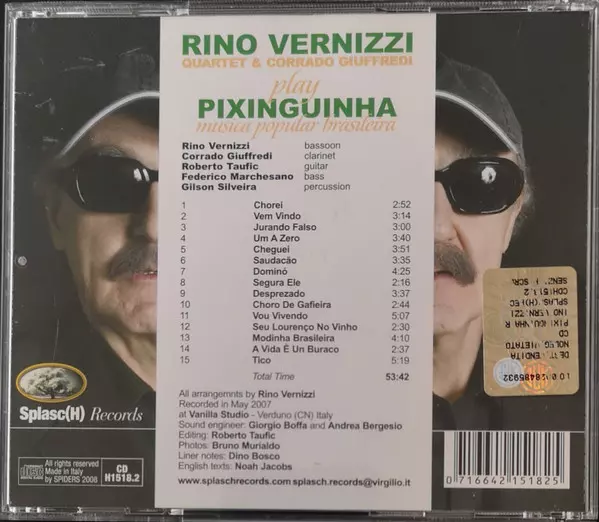 RINO VERNIZZI
QUARTET & CORRADO GIUFFREDI
play
PIXINGUINHA
musica popular brasileira
Rino Vernizzi bassoon
Corrado Giuffredi clarinet
Roberto Taufic guitar
Federico Marchesano bass
Gilson Silveira percussion
1 Chorei 2:52
2 Vem Vindo 3:14
3 Jurando Falso 3:00
4 Um A Zero 3:40
5 Cheguei 3:51
6 Saudacão 3:35
7 Dominó 4:25
8 Segura Ele 2:16
9 Desprezado 3:37
10 Choro De Gafieira 2:44
11 Vou Vivendo 5:07
12 Seu Lourenço No Vinho 2:30
13 Modinha Brasileira 4:10
14 A Vida É Un Buraco 2:37
15 Tico 5:19
Total Time 53:42
All arrangemnts by Rino Vernizzi
Recorded in May 2007
at Vanilla Studio - Verduno (CN) Italy
Sound engineer: Giorgio Boffa and Andrea Bergesio
Editing: Roberto Taufic
Photos: Bruno Murialdo
Liner notes: Dino Bosco
English texts: Noah Jacobs
www.splaschrecords.com splasch.records@virgilio.it
Splasc(H) Records
All rights reserved
Made in Italy
by SPIDERS 2008
CD
H1518.2
0 716642 151825